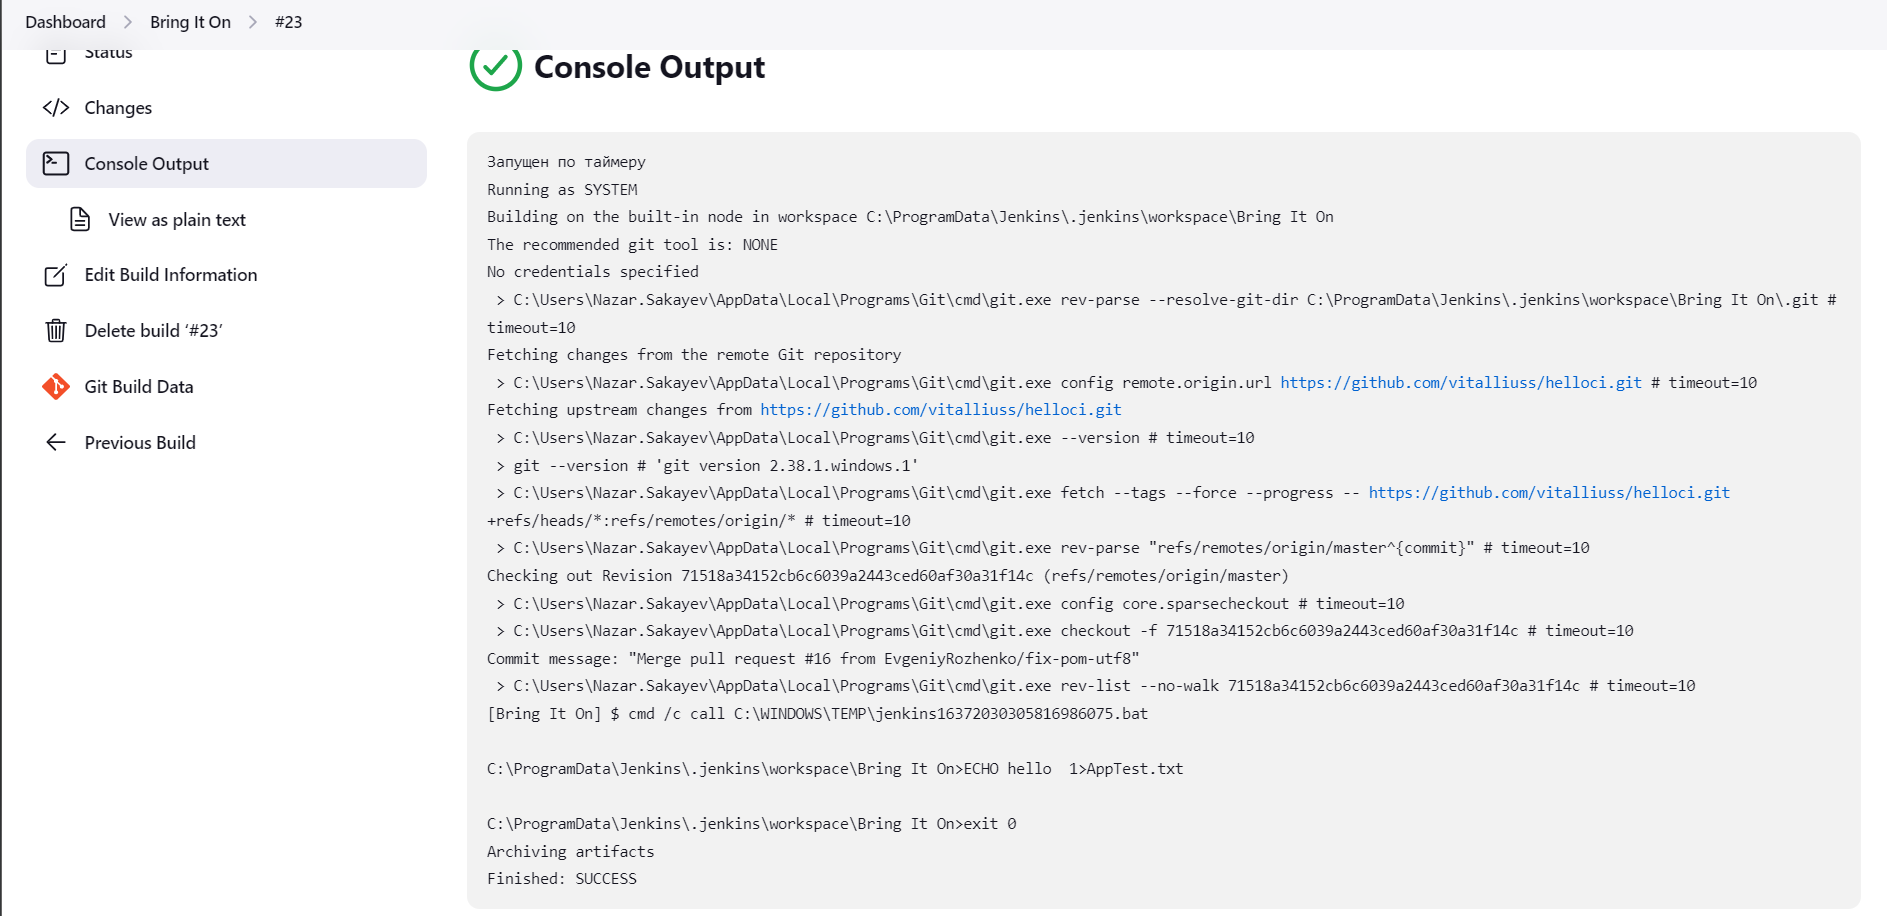 Dashboard > Bring It On > #23
Status
Changes
Console Output
View as plain text
Edit Build Information
Delete build ‘#23’
Git Build Data
Previous Build
Console Output
Запущен по таймеру
Running as SYSTEM
Building on the built-in node in workspace C:\ProgramData\Jenkins\.jenkins\workspace\Bring It On
The recommended git tool is: NONE
No credentials specified
 > C:\Users\Nazar.Sakayev\AppData\Local\Programs\Git\cmd\git.exe rev-parse --resolve-git-dir C:\ProgramData\Jenkins\.jenkins\workspace\Bring It On\.git #
timeout=10
Fetching changes from the remote Git repository
 > C:\Users\Nazar.Sakayev\AppData\Local\Programs\Git\cmd\git.exe config remote.origin.url https://github.com/vitalliuss/helloci.git # timeout=10
Fetching upstream changes from https://github.com/vitalliuss/helloci.git
 > C:\Users\Nazar.Sakayev\AppData\Local\Programs\Git\cmd\git.exe --version # timeout=10
 > git --version # 'git version 2.38.1.windows.1'
 > C:\Users\Nazar.Sakayev\AppData\Local\Programs\Git\cmd\git.exe fetch --tags --force --progress -- https://github.com/vitalliuss/helloci.git
+refs/heads/*:refs/remotes/origin/* # timeout=10
 > C:\Users\Nazar.Sakayev\AppData\Local\Programs\Git\cmd\git.exe rev-parse "refs/remotes/origin/master^{commit}" # timeout=10
Checking out Revision 71518a34152cb6c6039a2443ced60af30a31f14c (refs/remotes/origin/master)
 > C:\Users\Nazar.Sakayev\AppData\Local\Programs\Git\cmd\git.exe config core.sparsecheckout # timeout=10
 > C:\Users\Nazar.Sakayev\AppData\Local\Programs\Git\cmd\git.exe checkout -f 71518a34152cb6c6039a2443ced60af30a31f14c # timeout=10
Commit message: "Merge pull request #16 from EvgeniyRozhenko/fix-pom-utf8"
 > C:\Users\Nazar.Sakayev\AppData\Local\Programs\Git\cmd\git.exe rev-list --no-walk 71518a34152cb6c6039a2443ced60af30a31f14c # timeout=10
[Bring It On] $ cmd /c call C:\WINDOWS\TEMP\jenkins16372030305816986075.bat
C:\ProgramData\Jenkins\.jenkins\workspace\Bring It On>ECHO hello  1>AppTest.txt
C:\ProgramData\Jenkins\.jenkins\workspace\Bring It On>exit 0
Archiving artifacts
Finished: SUCCESS